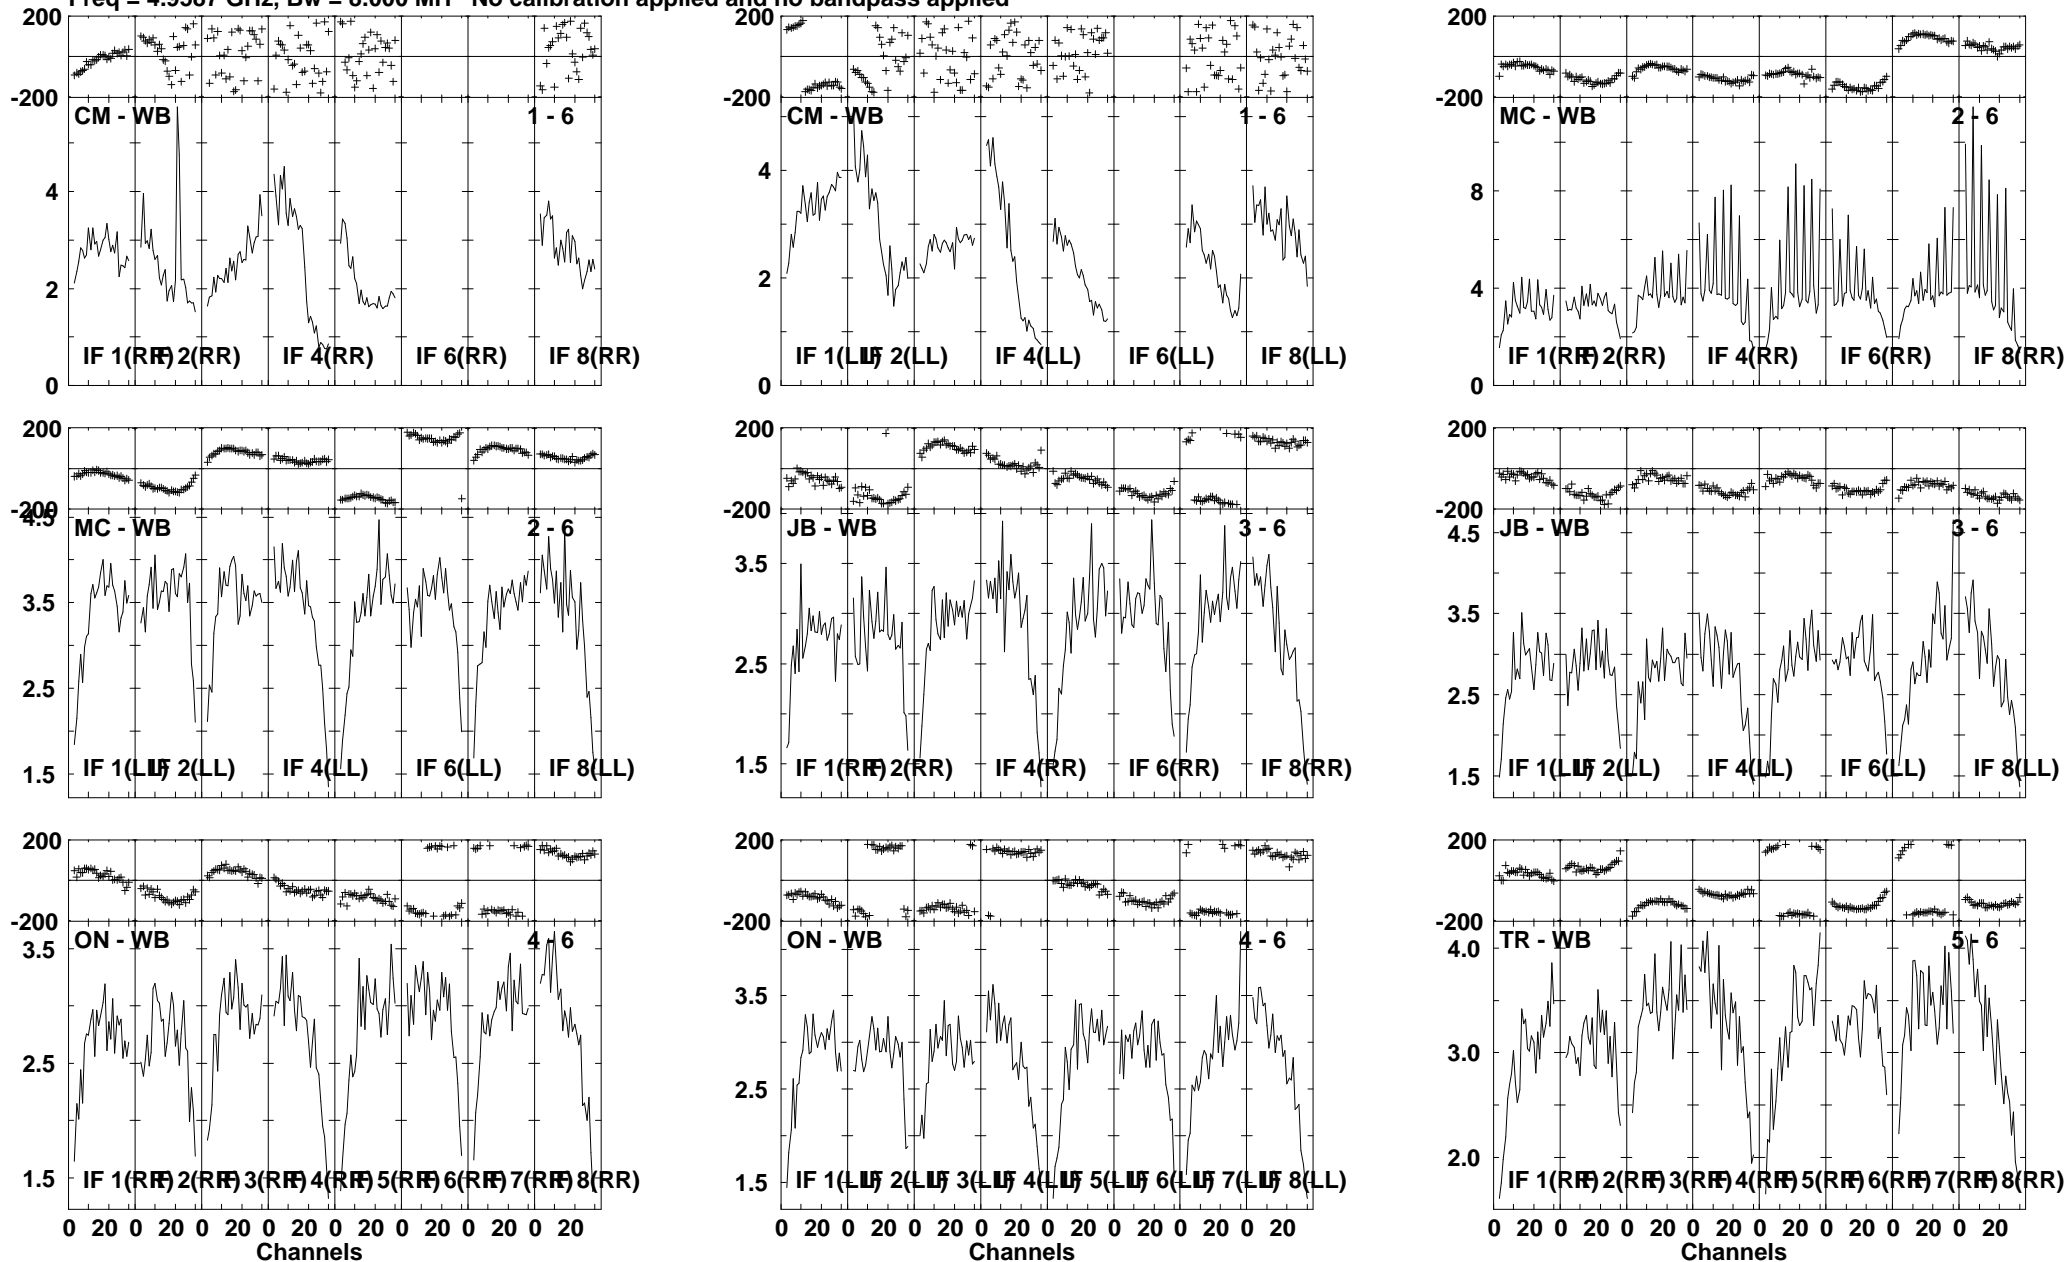 Freq = 4.9587 GHz, Bw = 8.000 MH No calibration applied and no bandpass applied
200
-200
CM - WB 1 - 6
4
2
0
IF 1(RR) IF 2(RR) IF 4(RR) IF 6(RR) IF 8(RR)
200
-200
CM - WB 1 - 6
4
2
0
IF 1(LL) IF 2(LL) IF 4(LL) IF 6(LL) IF 8(LL)
200
-200
MC - WB 2 - 6
8
4
0
IF 1(RR) IF 2(RR) IF 4(RR) IF 6(RR) IF 8(RR)
200
-200
4.5
MC - WB 2 - 6
3.5
2.5
1.5
IF 1(LL) IF 2(LL) IF 4(LL) IF 6(LL) IF 8(LL)
200
-200
JB - WB 3 - 6
3.5
2.5
1.5
IF 1(RR) IF 2(RR) IF 4(RR) IF 6(RR) IF 8(RR)
200
-200
JB - WB 3 - 6
4.5
3.5
2.5
1.5
IF 1(LL) IF 2(LL) IF 4(LL) IF 6(LL) IF 8(LL)
200
-200
ON - WB 4 - 6
3.5
2.5
1.5
IF 1(RR) IF 2(RR) IF 3(RR) IF 4(RR) IF 5(RR) IF 6(RR) IF 7(RR) IF 8(RR)
0 20 0 20 0 20 0 20 0 20 0 20 0 20 0 20
Channels
200
-200
ON - WB 4 - 6
3.5
2.5
1.5
IF 1(LL) IF 2(LL) IF 3(LL) IF 4(LL) IF 5(LL) IF 6(LL) IF 7(LL) IF 8(LL)
0 20 0 20 0 20 0 20 0 20 0 20 0 20 0 20
Channels
200
-200
TR - WB 5 - 6
4.0
3.0
2.0
IF 1(RR) IF 2(RR) IF 3(RR) IF 4(RR) IF 5(RR) IF 6(RR) IF 7(RR) IF 8(RR)
0 20 0 20 0 20 0 20 0 20 0 20 0 20 0 20
Channels